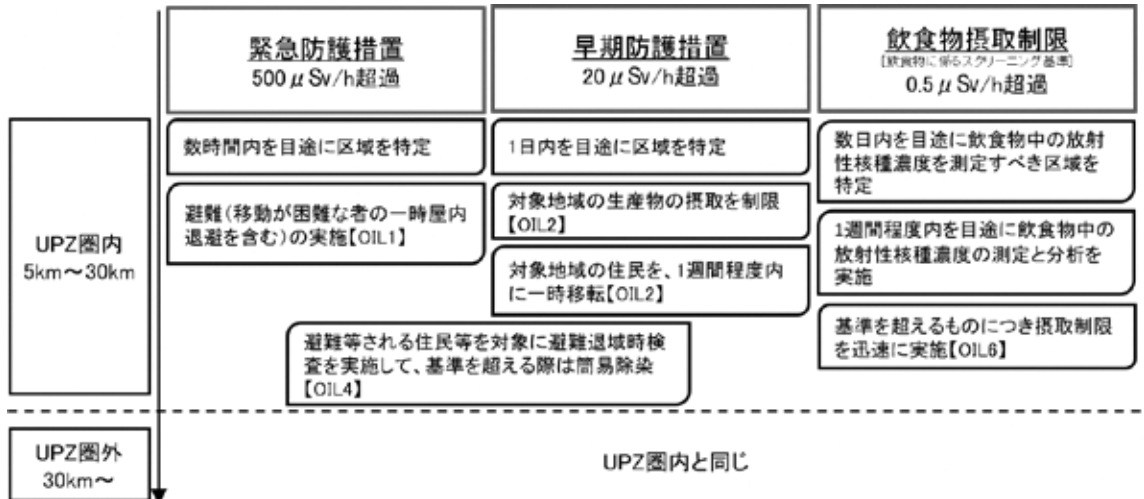 緊急防護措置
500μSv/h超過
早期防護措置
20μSv/h超過
飲食物摂取制限
[飲食物に係るスクリーニング基準]
0.5μSv/h超過
UPZ圏内
5km～30km
数時間内を目途に区域を特定
避難(移動が困難な者の一時屋内
退避を含む)の実施【OIL1】
1日内を目途に区域を特定
対象地域の生産物の摂取を制限
【OIL2】
対象地域の住民を、1週間程度内
に一時移転【OIL2】
避難等される住民等を対象に避難退域時検
査を実施して、基準を超える際は簡易除染
【OIL4】
数日内を目途に飲食物中の放射
性核種濃度を測定すべき区域を
特定
1週間程度内を目途に飲食物中の
放射性核種濃度の測定と分析を
実施
基準を超えるものにつき摂取制限
を迅速に実施【OIL6】
UPZ圏外
30km～
UPZ圏内と同じ